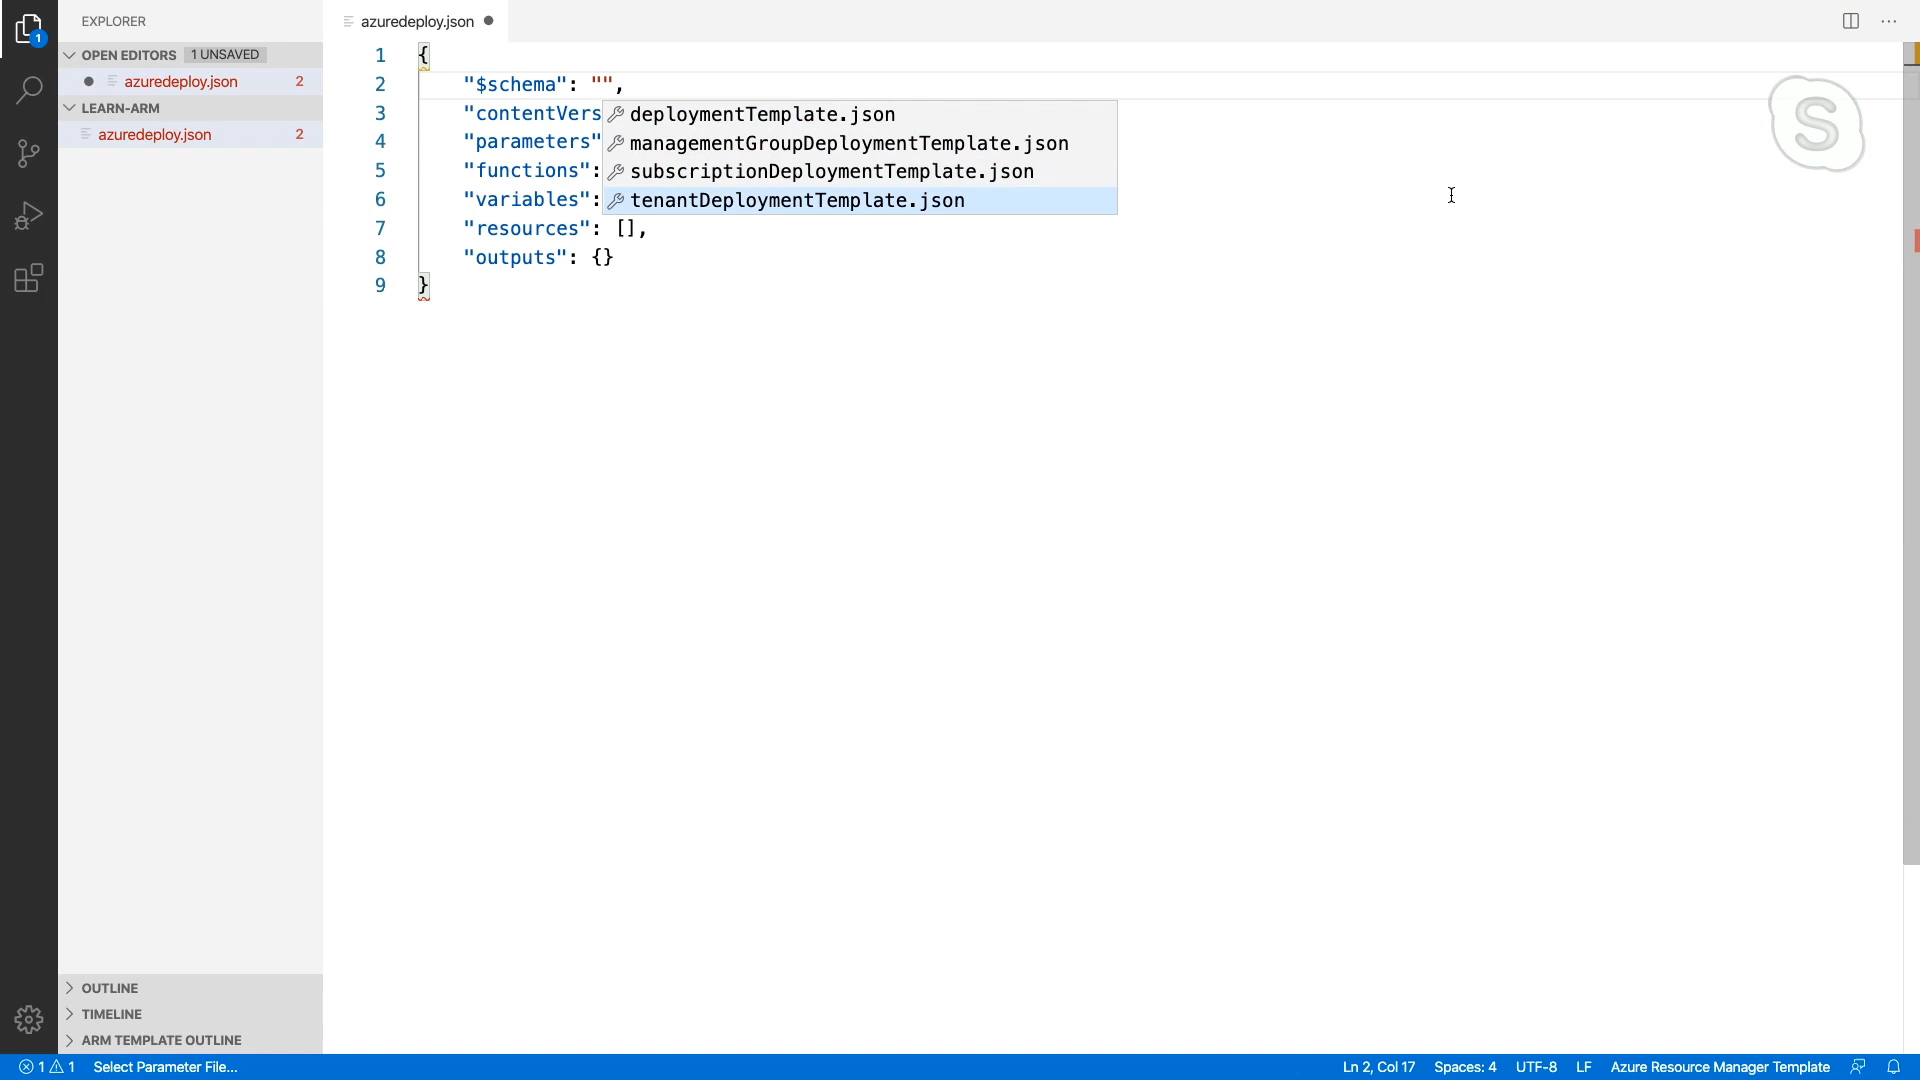 EXPLORER
OPEN EDITORS 1 UNSAVED
azuredeploy.json 2
LEARN-ARM
azuredeploy.json 2
azuredeploy.json
1 {
2 "$schema": "",
3 "contentVers
4 "parameters"
5 "functions":
6 "variables":
7 "resources": [],
8 "outputs": {}
9 }
deploymentTemplate.json
managementGroupDeploymentTemplate.json
subscriptionDeploymentTemplate.json
tenantDeploymentTemplate.json
S
1
OUTLINE
TIMELINE
ARM TEMPLATE OUTLINE
1 1 Select Parameter File... Ln 2, Col 17 Spaces: 4 UTF-8 LF Azure Resource Manager Template